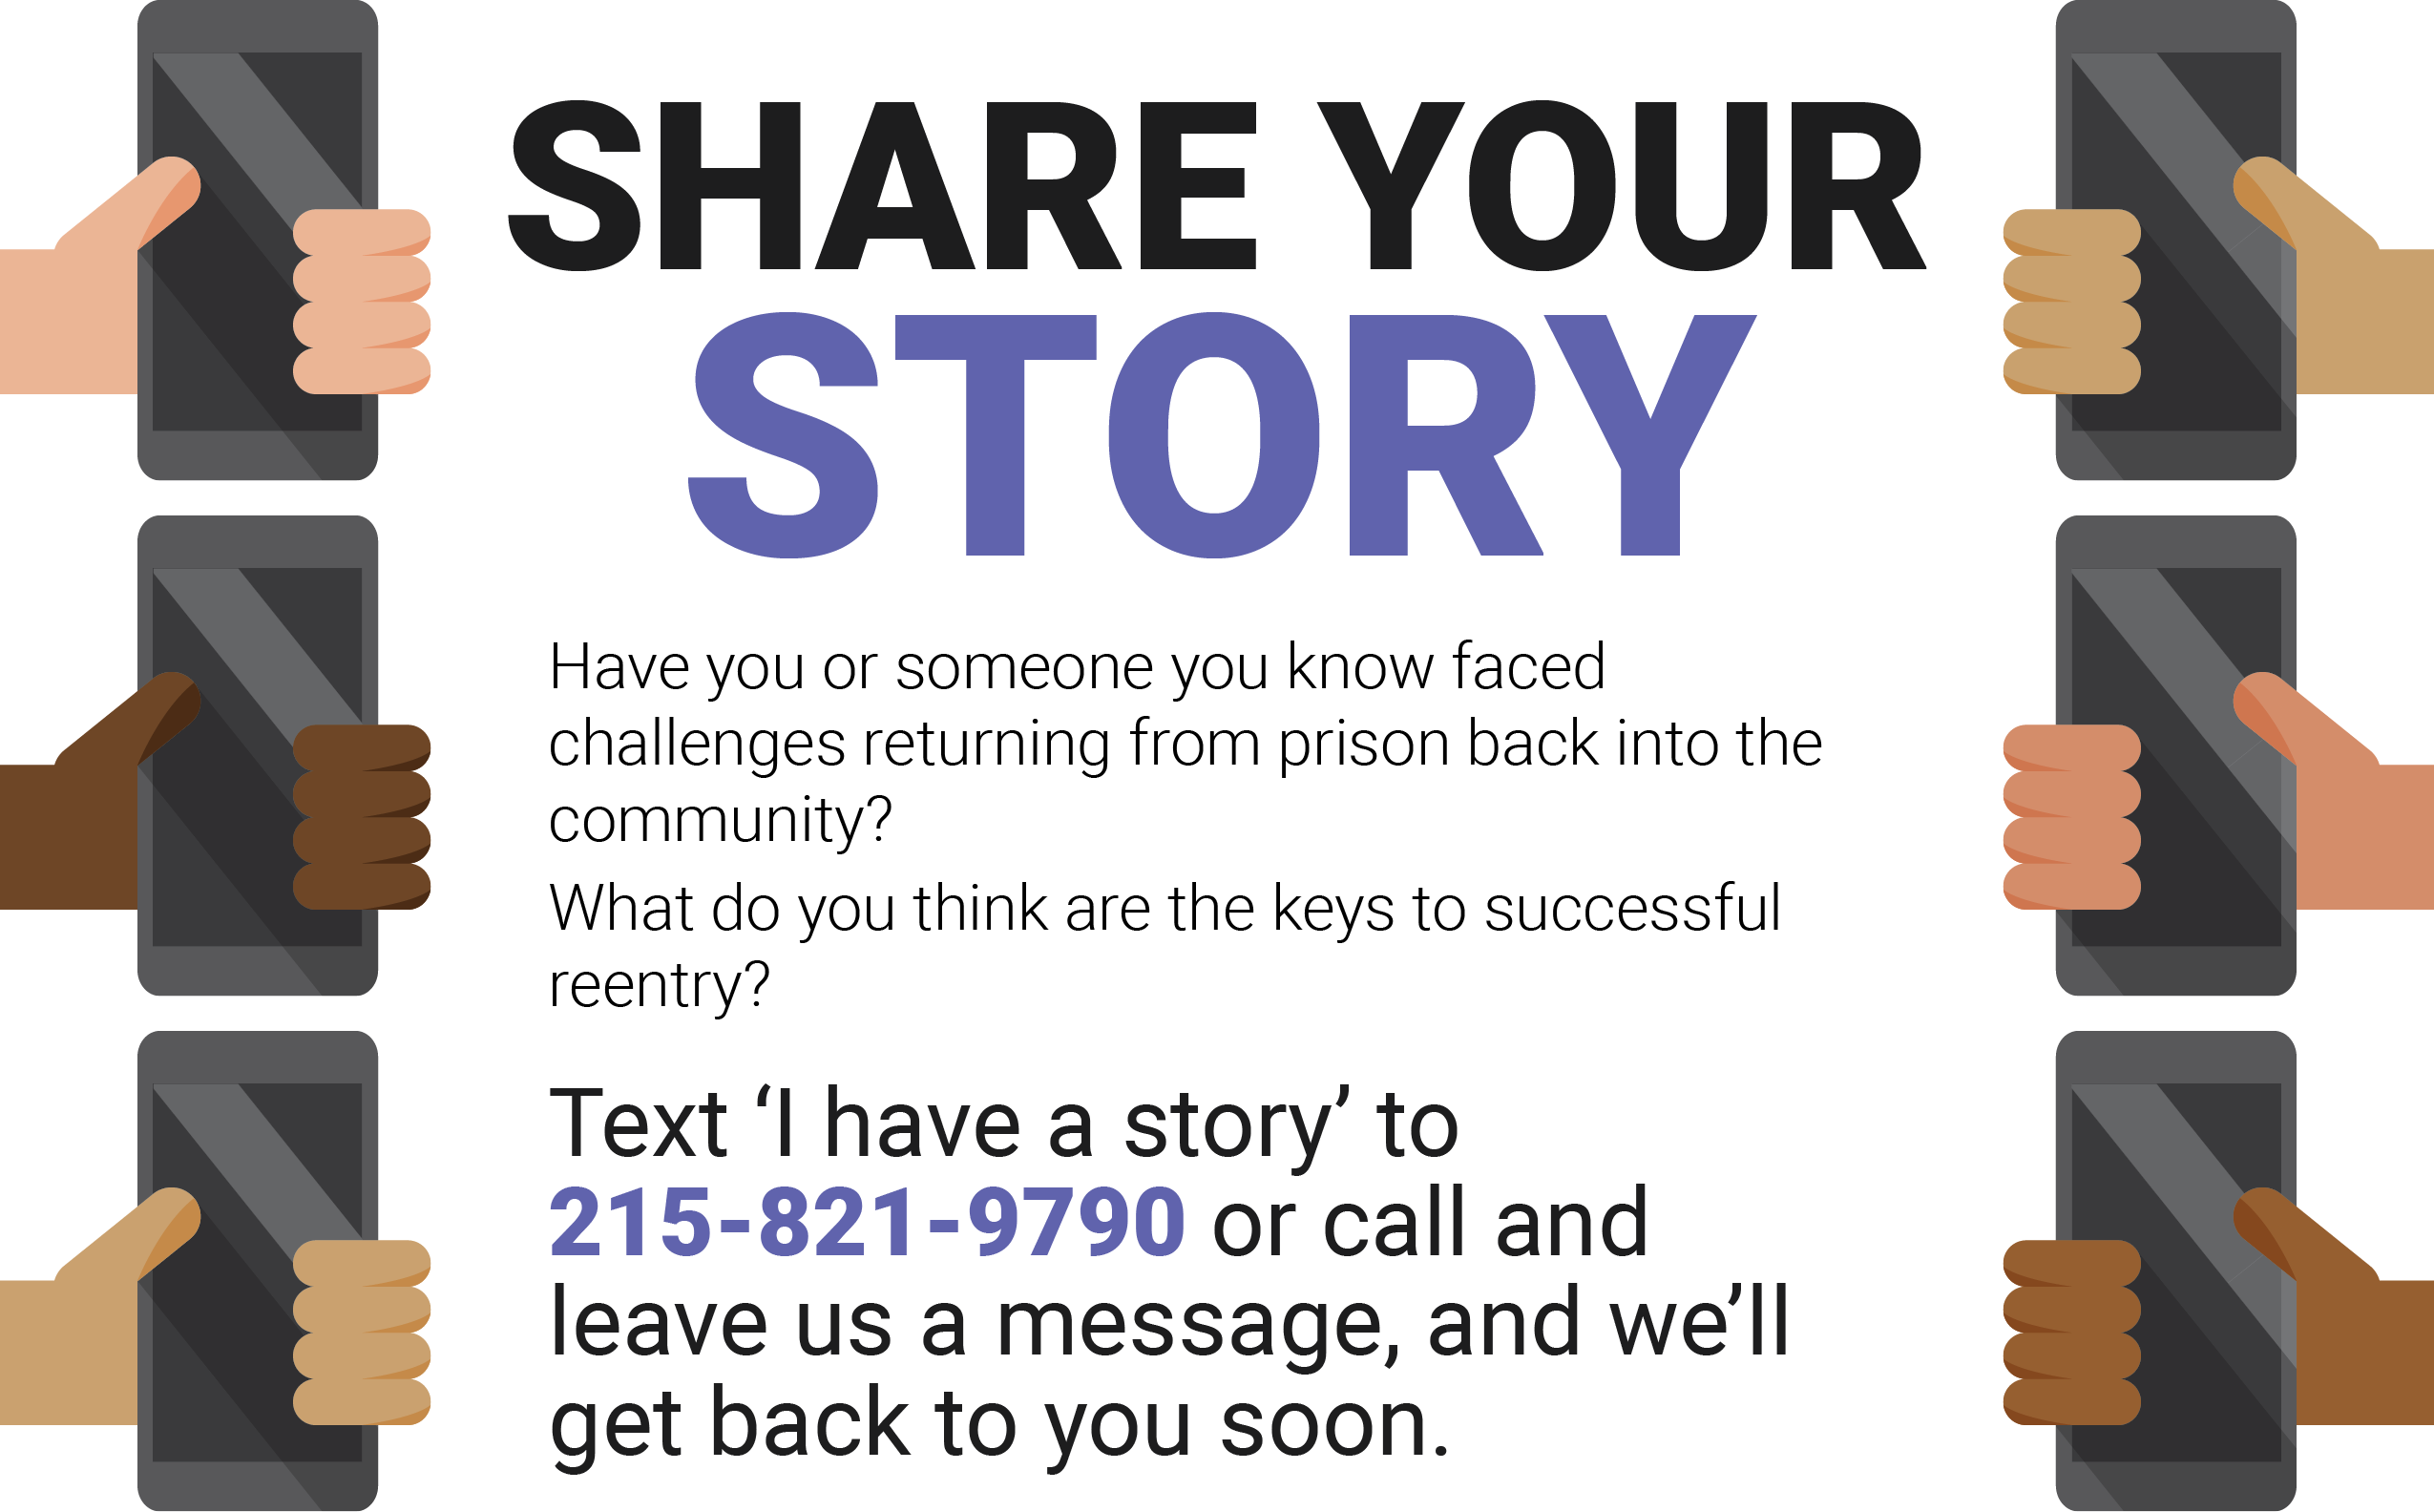 SHARE YOUR
STORY
Have you or someone you know faced
challenges returning from prison back into the
community?
What do you think are the keys to successful
reentry?
Text ‘I have a story’ to
215-821-9790 or call and
leave us a message, and we’ll
get back to you soon.